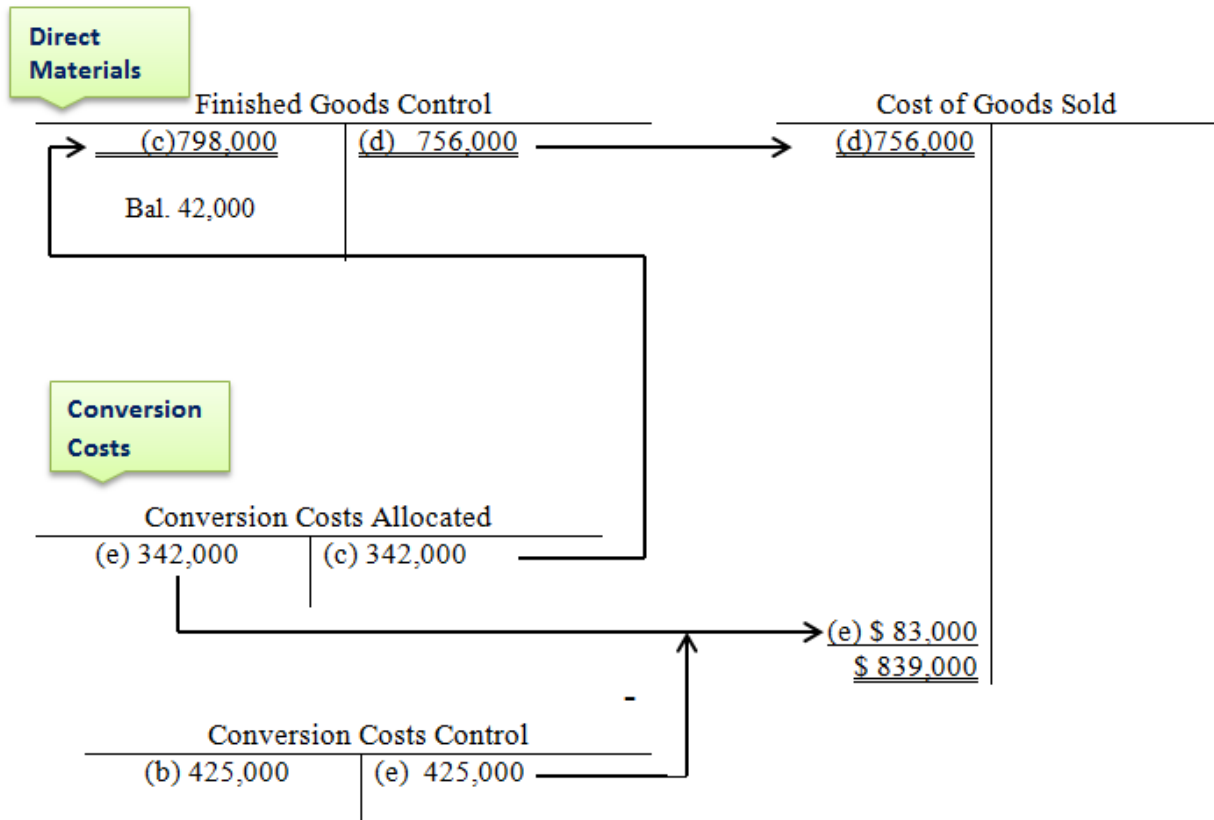 Direct
Materials
Finished Goods Control
Cost of Goods Sold
(c)798,000
(d) 756,000
(d)756,000
Bal. 42,000
Conversion
Costs
Conversion Costs Allocated
(e) 342,000
(c) 342,000
(e) $ 83,000
$ 839,000
-
Conversion Costs Control
(b) 425,000
(e) 425,000